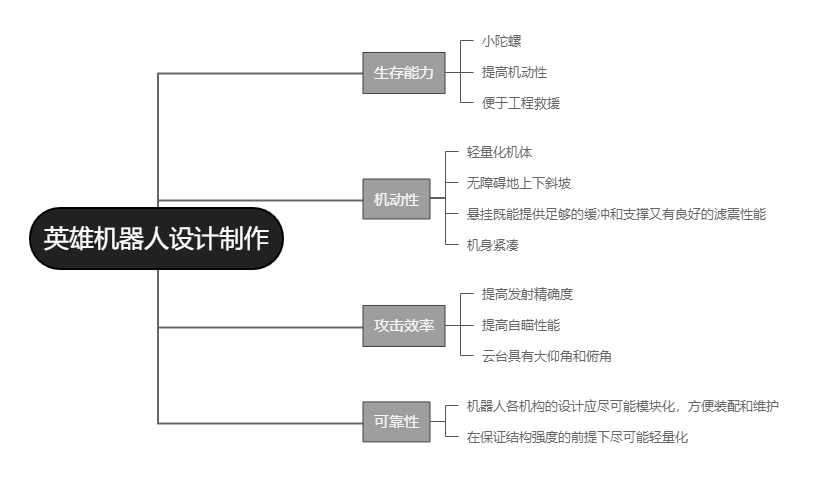 英雄机器人设计制作
生存能力
小陀螺
提高机动性
便于工程救援
机动性
轻量化机体
无障碍地上下斜坡
悬挂既能提供足够的缓冲和支撑又有良好的滤震性能
机身紧凑
攻击效率
提高发射精确度
提高自瞄性能
云台具有大仰角和俯角
可靠性
机器人各机构的设计应尽可能模块化，方便装配和维护
在保证结构强度的前提下尽可能轻量化